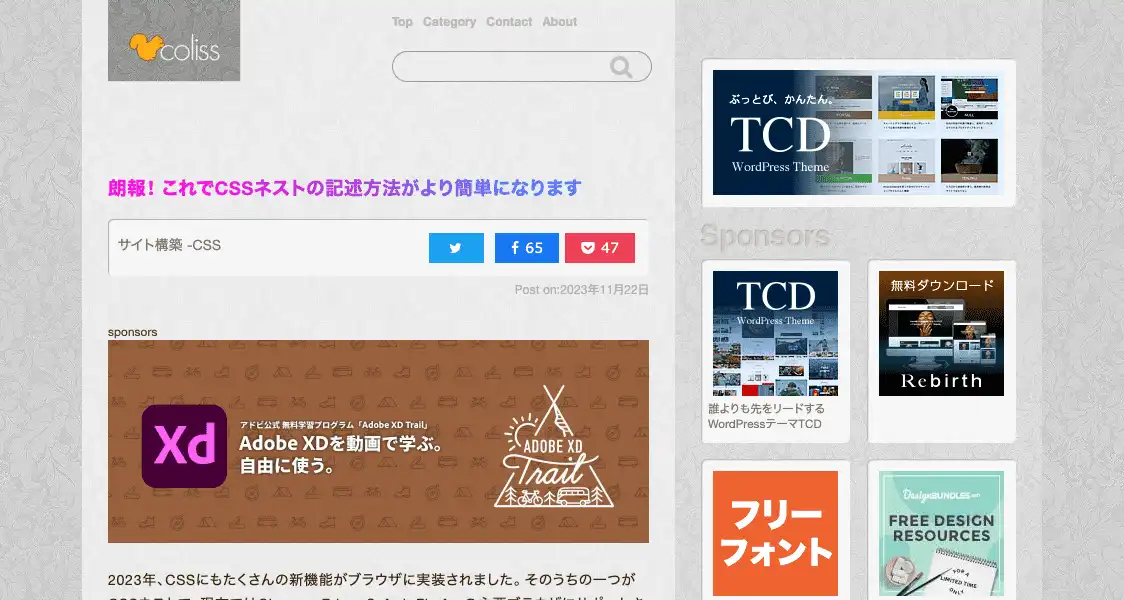 coliss
Top Category Contact About
朗報！ これでCSSネストの記述方法がより簡単になります
サイト構築 -CSS
65
47
Post on:2023年11月22日
sponsors
Xd
アドビ公式 無料学習プログラム「Adobe XD Trail」
Adobe XDを動画で学ぶ。
自由に使う。
ADOBE XD
Trail
2023年、CSSにもたくさんの新機能がブラウザに実装されました。そのうちの一つが
ぶっとび、かんたん。
TCD
WordPress Theme
Sponsors
TCD
WordPress Theme
誰よりも先をリードする
WordPressテーマTCD
無料ダウンロード
Rebirth
フリー
フォント
DesignBUNDLES.net
FREE DESIGN
RESOURCES
FOR A
LIMITED TIME
ONLY